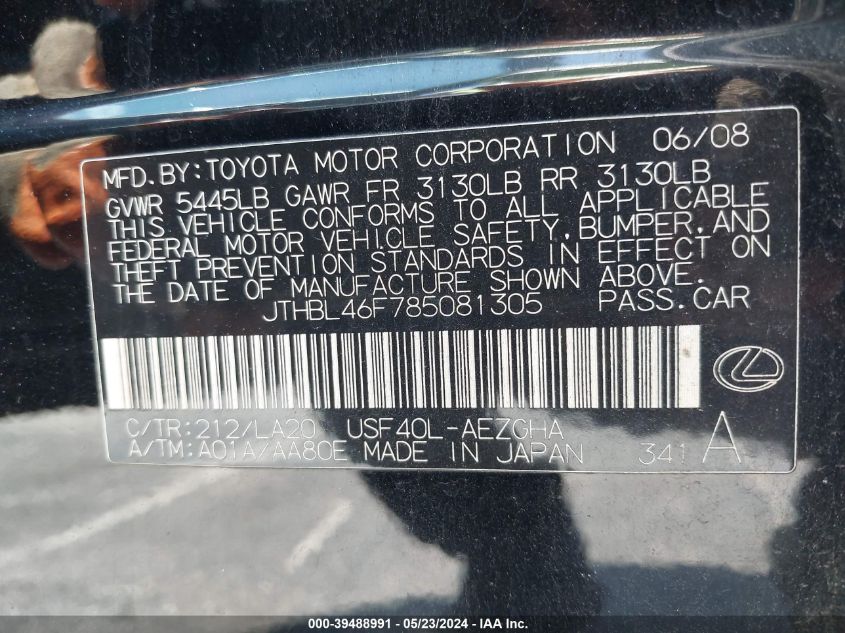 MFD.BY:TOYOTA MOTOR CORPORATION 06/08
GVWR 5445LB GAWR FR 3130LB RR 3130LB
THIS VEHICLE CONFORMS TO ALL APPLICABLE
FEDERAL MOTOR VEHICLE SAFETY,BUMPER,AND
THEFT PREVENTION STANDARDS IN EFFECT ON
THE DATE OF MANUFACTURE SHOWN ABOVE.
JTHBL46F785081305 PASS.CAR
C/TR:212/LA20 USF40L-AEZGHA
A/TM:A01A/AA80E MADE IN JAPAN 341 A
000-39488991 - 05/23/2024 - IAA Inc.